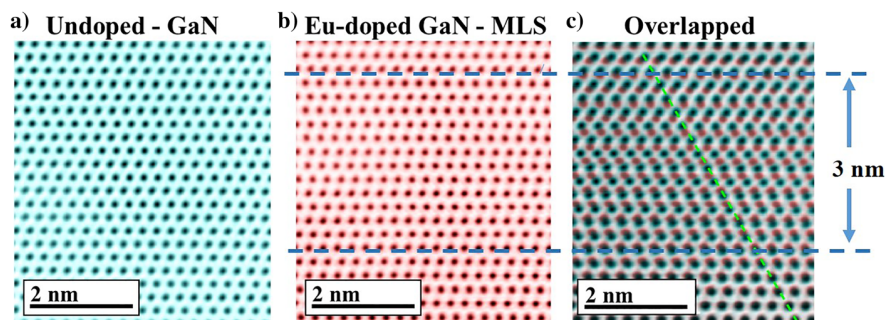 a) Undoped - GaN
b) Eu-doped GaN - MLS
c) Overlapped
3 nm
2 nm
2 nm
2 nm